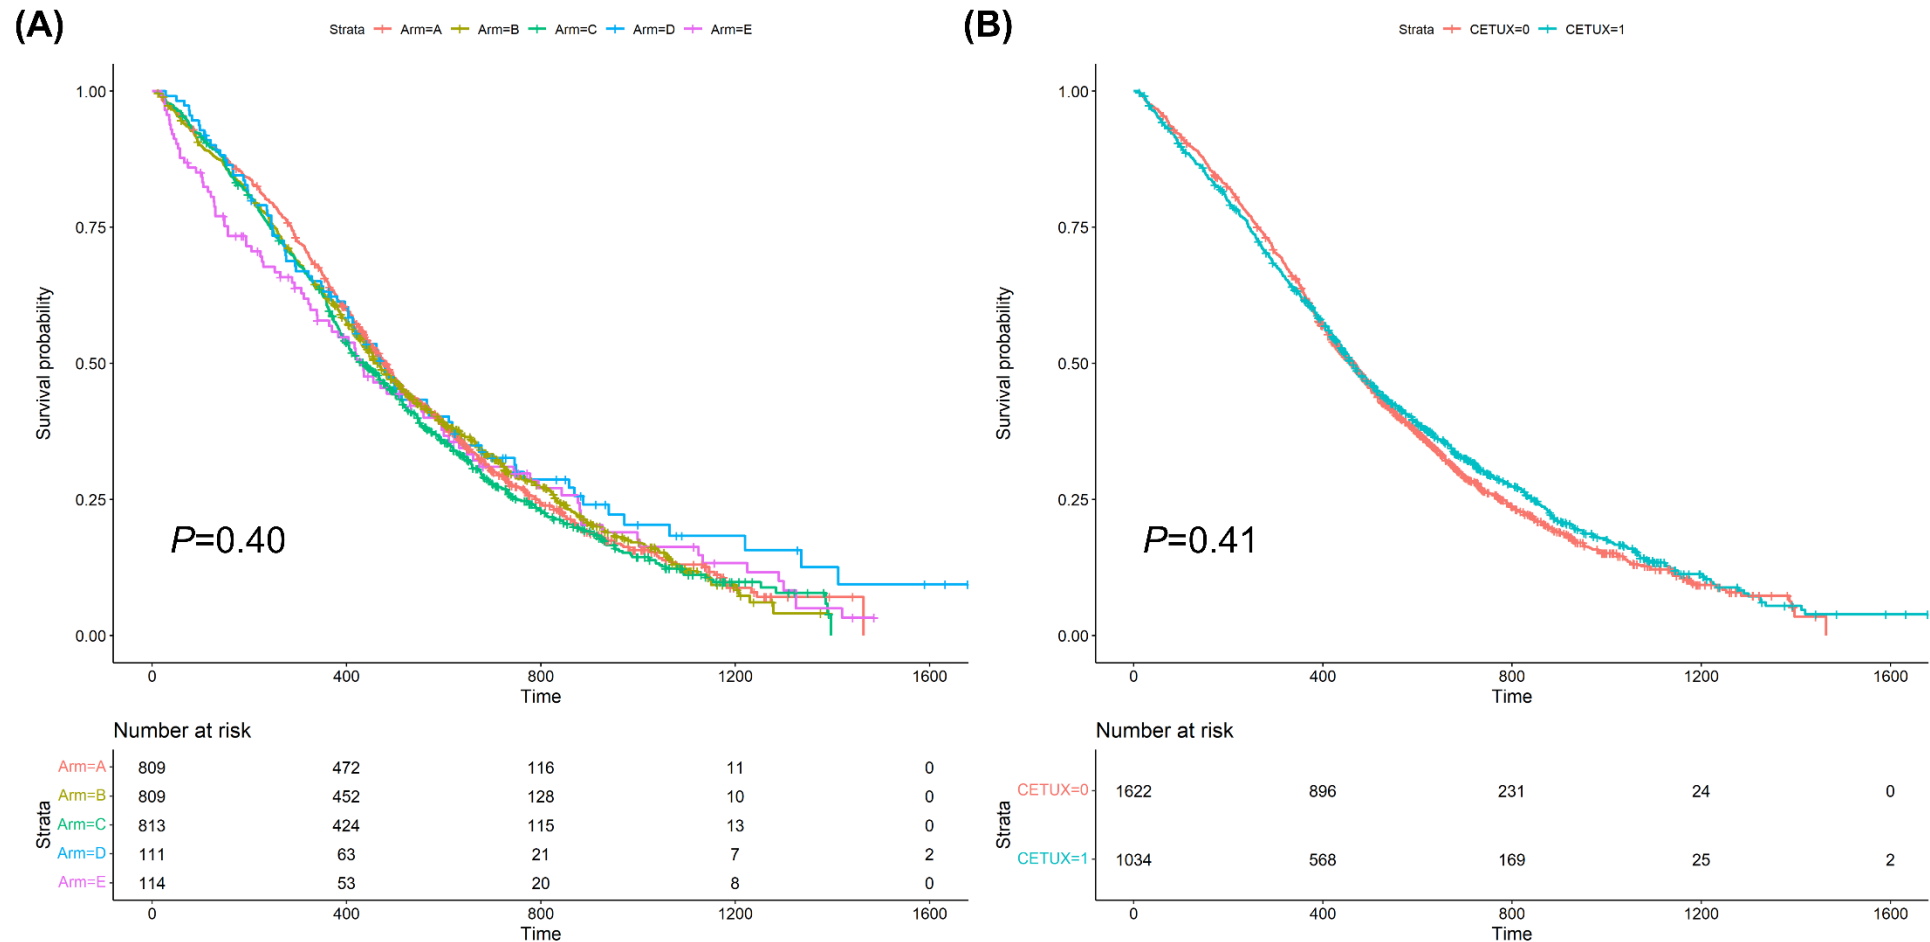 (A)
Strata Arm=A Arm=B Arm=C Arm=D Arm=E
Survival probability
1.00
0.75
0.50
0.25
0.00
P=0.40
0 400 800 1200 1600
Time
Number at risk
Strata
Arm=A 809 472 116 11 0
Arm=B 809 452 128 10 0
Arm=C 813 424 115 13 0
Arm=D 111 63 21 7 2
Arm=E 114 53 20 8 0
0 400 800 1200 1600
Time
(B)
Strata CETUX=0 CETUX=1
Survival probability
1.00
0.75
0.50
0.25
0.00
P=0.41
0 400 800 1200 1600
Time
Number at risk
Strata
CETUX=0 1622 896 231 24 0
CETUX=1 1034 568 169 25 2
0 400 800 1200 1600
Time